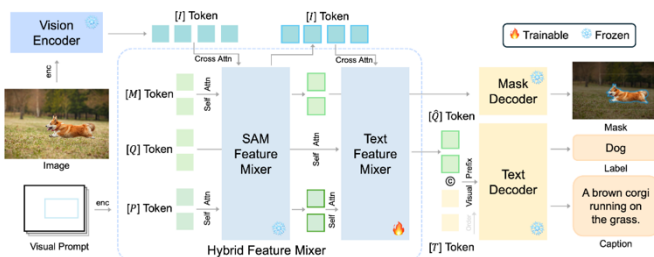 Vision
Encoder
[I] Token
[I] Token
Trainable
Frozen
enc
Cross Attn
Cross Attn
[M] Token
Self
Attn
Mask
Decoder
Image
[Q] Token
SAM
Feature
Mixer
Self
Attn
Text
Feature
Mixer
[Q̂] Token
Mask
Visual
Prefix
©
Text
Decoder
Dog
Label
enc
[P] Token
Self
Attn
A brown corgi
running on
the grass.
Visual Prompt
Hybrid Feature Mixer
[T] Token
Caption